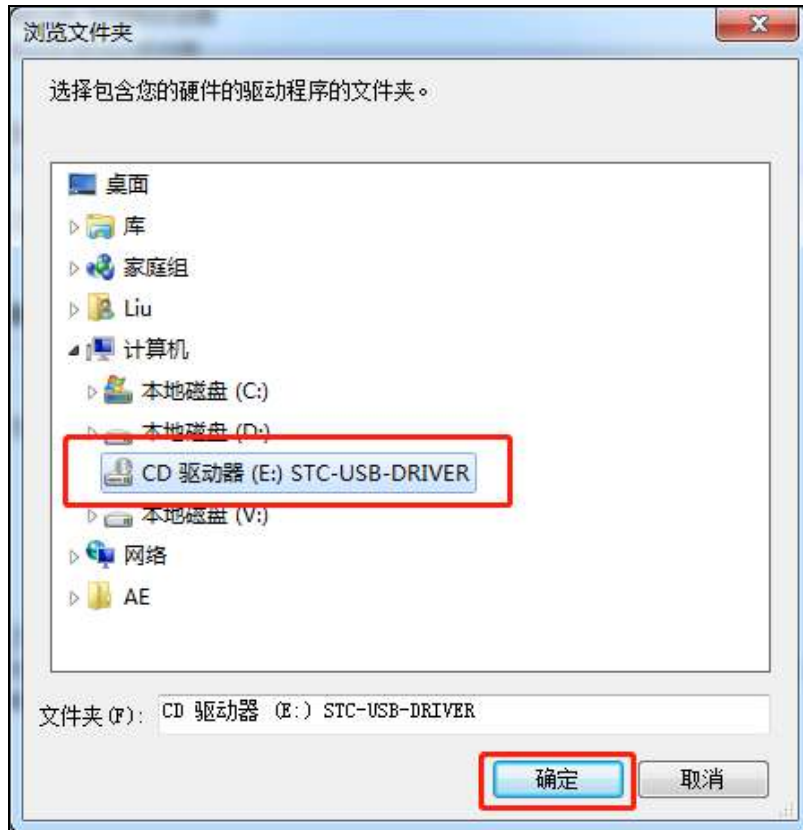 浏览文件夹
选择包含您的硬件的驱动程序的文件夹。
桌面
库
家庭组
Liu
计算机
本地磁盘 (C:)
本地磁盘 (D:)
CD 驱动器 (E:) STC-USB-DRIVER
本地磁盘 (V:)
网络
AE
文件夹(F): CD 驱动器 (E:) STC-USB-DRIVER
确定 取消